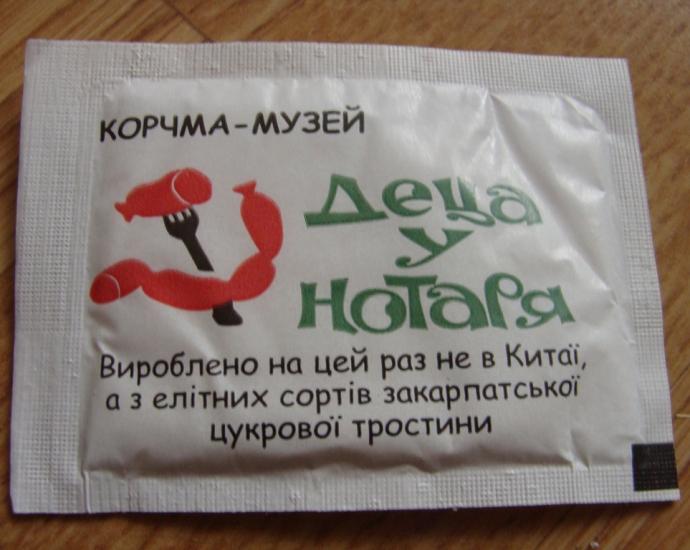 КОРЧМА-МУЗЕЙ
Деца
у
Нотаря
Вироблено на цей раз не в Китаї,
а з елітних сортів закарпатської
цукрової тростини